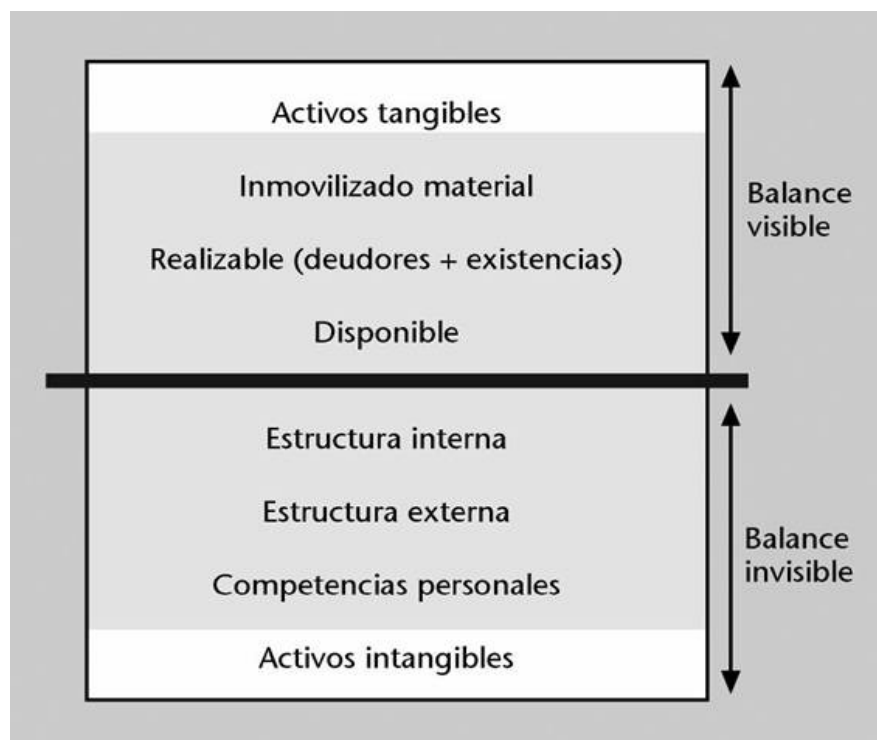 Activos tangibles
Inmovilizado material
Realizable (deudores + existencias)
Disponible
Balance
visible
Estructura interna
Estructura externa
Competencias personales
Activos intangibles
Balance
invisible